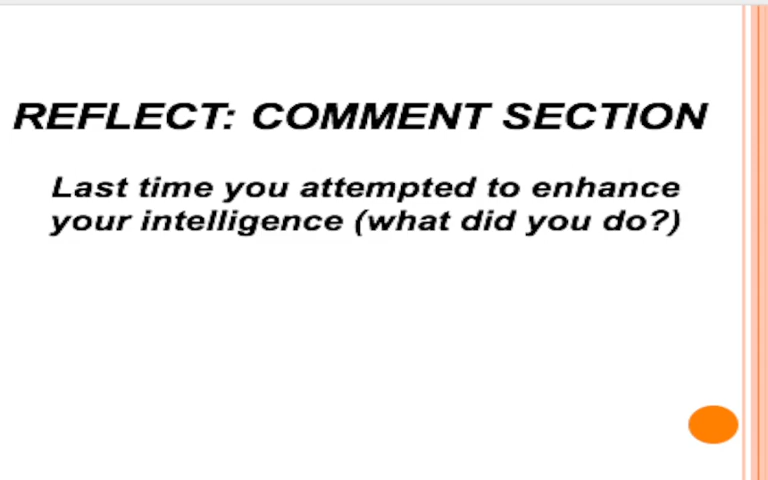 REFLECT: COMMENT SECTION
Last time you attempted to enhance
your intelligence (what did you do?)